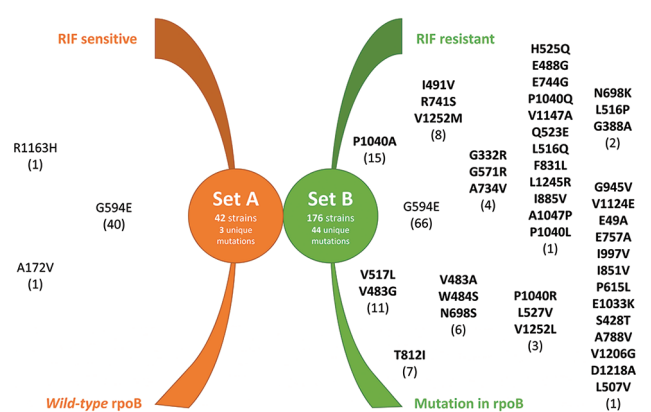 RIF sensitive
RIF resistant
R1163H
(1)
G594E
(40)
A172V
(1)
Set A
42 strains
3 unique
mutations
Set B
176 strains
44 unique
mutations
P1040A
(15)
I491V
R741S
V1252M
(8)
G594E
(66)
G332R
G571R
A734V
(4)
H525Q
E488G
E744G
P1040Q
V1147A
Q523E
L516Q
F831L
L1245R
I885V
A1047P
P1040L
(1)
N698K
L516P
G388A
(2)
V517L
V483G
(11)
T812I
(7)
V483A
W484S
N698S
(6)
P1040R
L527V
V1252L
(3)
G945V
V1124E
E49A
E757A
I997V
I851V
P615L
E1033K
S428T
A788V
V1206G
D1218A
L507V
(1)
Wild-type rpoB
Mutation in rpoB